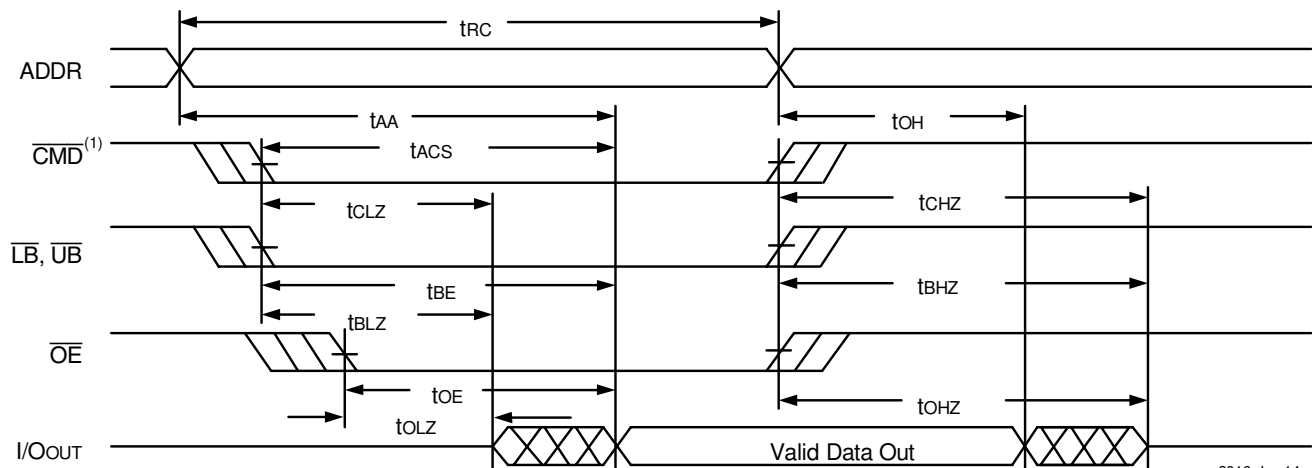 tRC
ADDR
tAA
tOH
CMD(1)
tACS
tCLZ
tCHZ
LB, UB
tBE
tBHZ
tBLZ
OE
tOE
tOHZ
tOLZ
I/OOUT
Valid Data Out